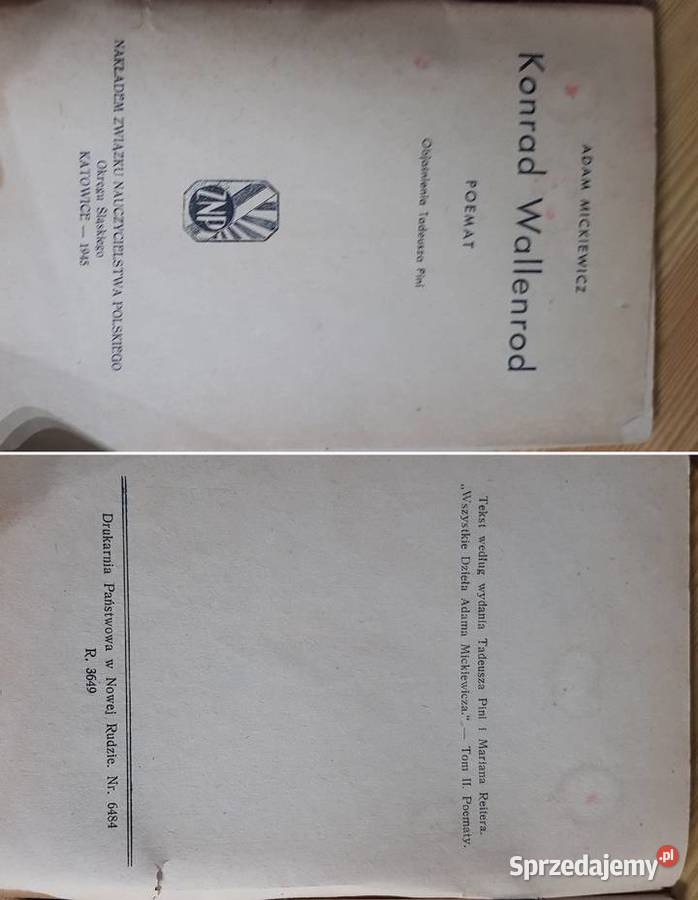 ADAM MICKIEWICZ
Konrad Wallenrod
POEMAT
Objaśnienia Tadeusza Pini
ZNP
NAKŁADEM ZWIĄZKU NAUCZYCIELSTWA POLSKIEGO
Okręgu Śląskiego
KATOWICE — 1945
Tekst według wydania Tadeusza Pini i Mariana Reitera.
„Wszystkie Dzieła Adama Mickiewicza.“ — Tom II. Poematy.
Drukarnia Państwowa w Nowej Rudzie. Nr. 6484
R. 3649
Sprzedajemy.pl